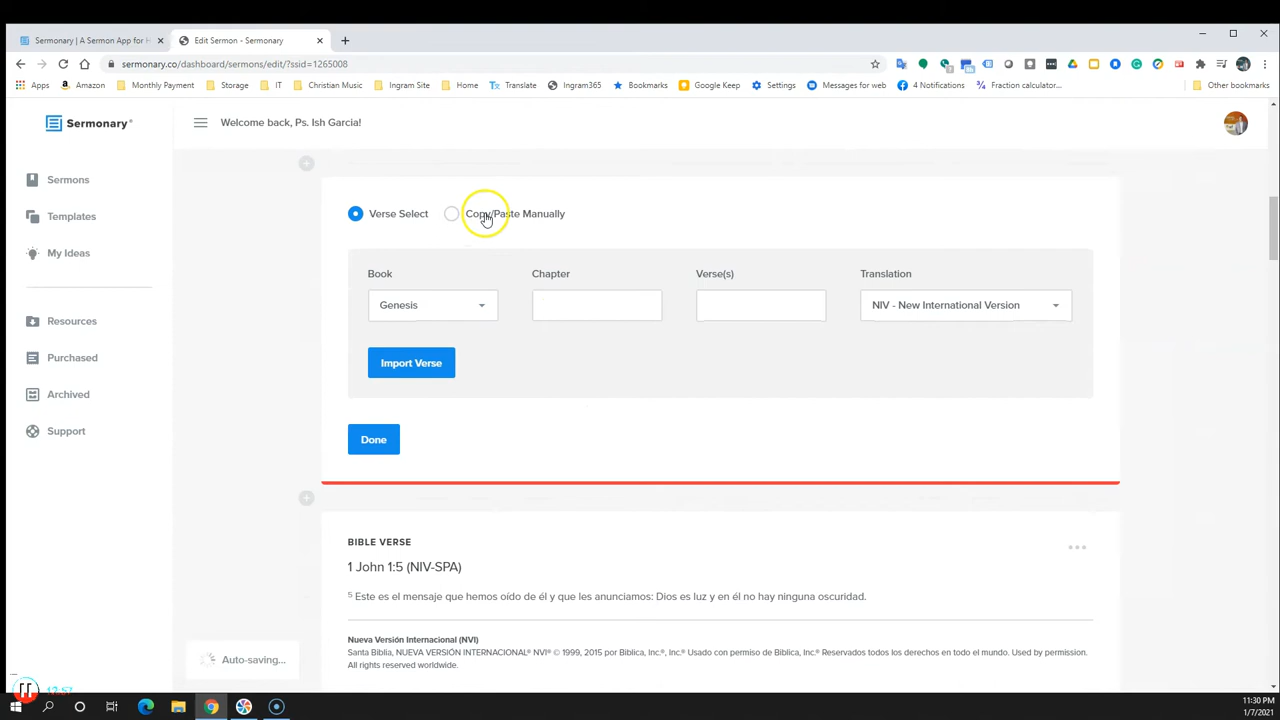 Sermonary | A Sermon App for H
Edit Sermon - Sermonary
sermonary.co/dashboard/sermons/edit/?ssid=1265008
Apps Amazon Monthly Payment Storage IT Christian Music Ingram Site Home Translate Ingram365 Bookmarks Google Keep Settings Messages for web 4 Notifications Fraction calculator... Other bookmarks
Sermonary
Welcome back, Ps. Ish Garcia!
Sermons
Templates
My Ideas
Resources
Purchased
Archived
Support
Verse Select Copy/Paste Manually
Book Chapter Verse(s) Translation
Genesis NIV - New International Version
Import Verse
Done
BIBLE VERSE
1 John 1:5 (NIV-SPA)
5 Este es el mensaje que hemos oído de él y que les anunciamos: Dios es luz y en él no hay ninguna oscuridad.
Nueva Versión Internacional (NVI)
Santa Biblia, NUEVA VERSIÓN INTERNACIONAL® NVI® © 1999, 2015 por Biblica, Inc.®, Inc.® Usado con permiso de Biblica, Inc.® Reservados todos los derechos en todo el mundo. Used by permission.
All rights reserved worldwide.
Auto-saving...
11:30 PM
1/7/2021